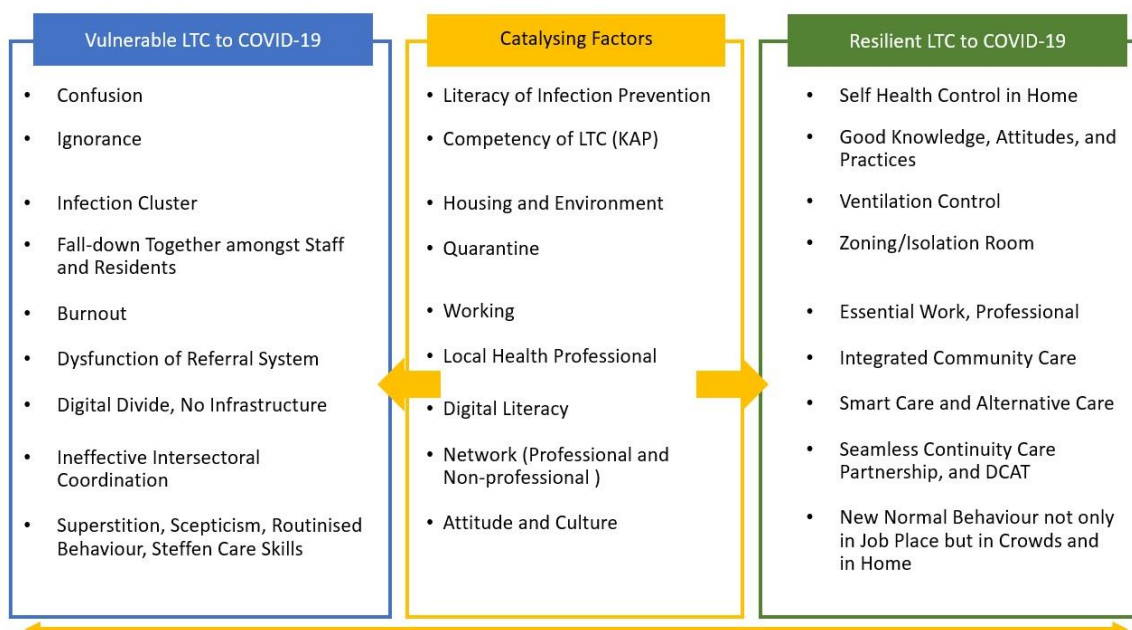 Vulnerable LTC to COVID-19
• Confusion
• Ignorance
• Infection Cluster
• Fall-down Together amongst Staff
and Residents
• Burnout
• Dysfunction of Referral System
• Digital Divide, No Infrastructure
• Ineffective Intersectoral
Coordination
• Superstition, Scepticism, Routinised
Behaviour, Steffen Care Skills
Catalysing Factors
• Literacy of Infection Prevention
• Competency of LTC (KAP)
• Housing and Environment
• Quarantine
• Working
• Local Health Professional
• Digital Literacy
• Network (Professional and
Non-professional )
• Attitude and Culture
Resilient LTC to COVID-19
• Self Health Control in Home
• Good Knowledge, Attitudes, and
Practices
• Ventilation Control
• Zoning/Isolation Room
• Essential Work, Professional
• Integrated Community Care
• Smart Care and Alternative Care
• Seamless Continuity Care
Partnership, and DCAT
• New Normal Behaviour not only
in Job Place but in Crowds and
in Home